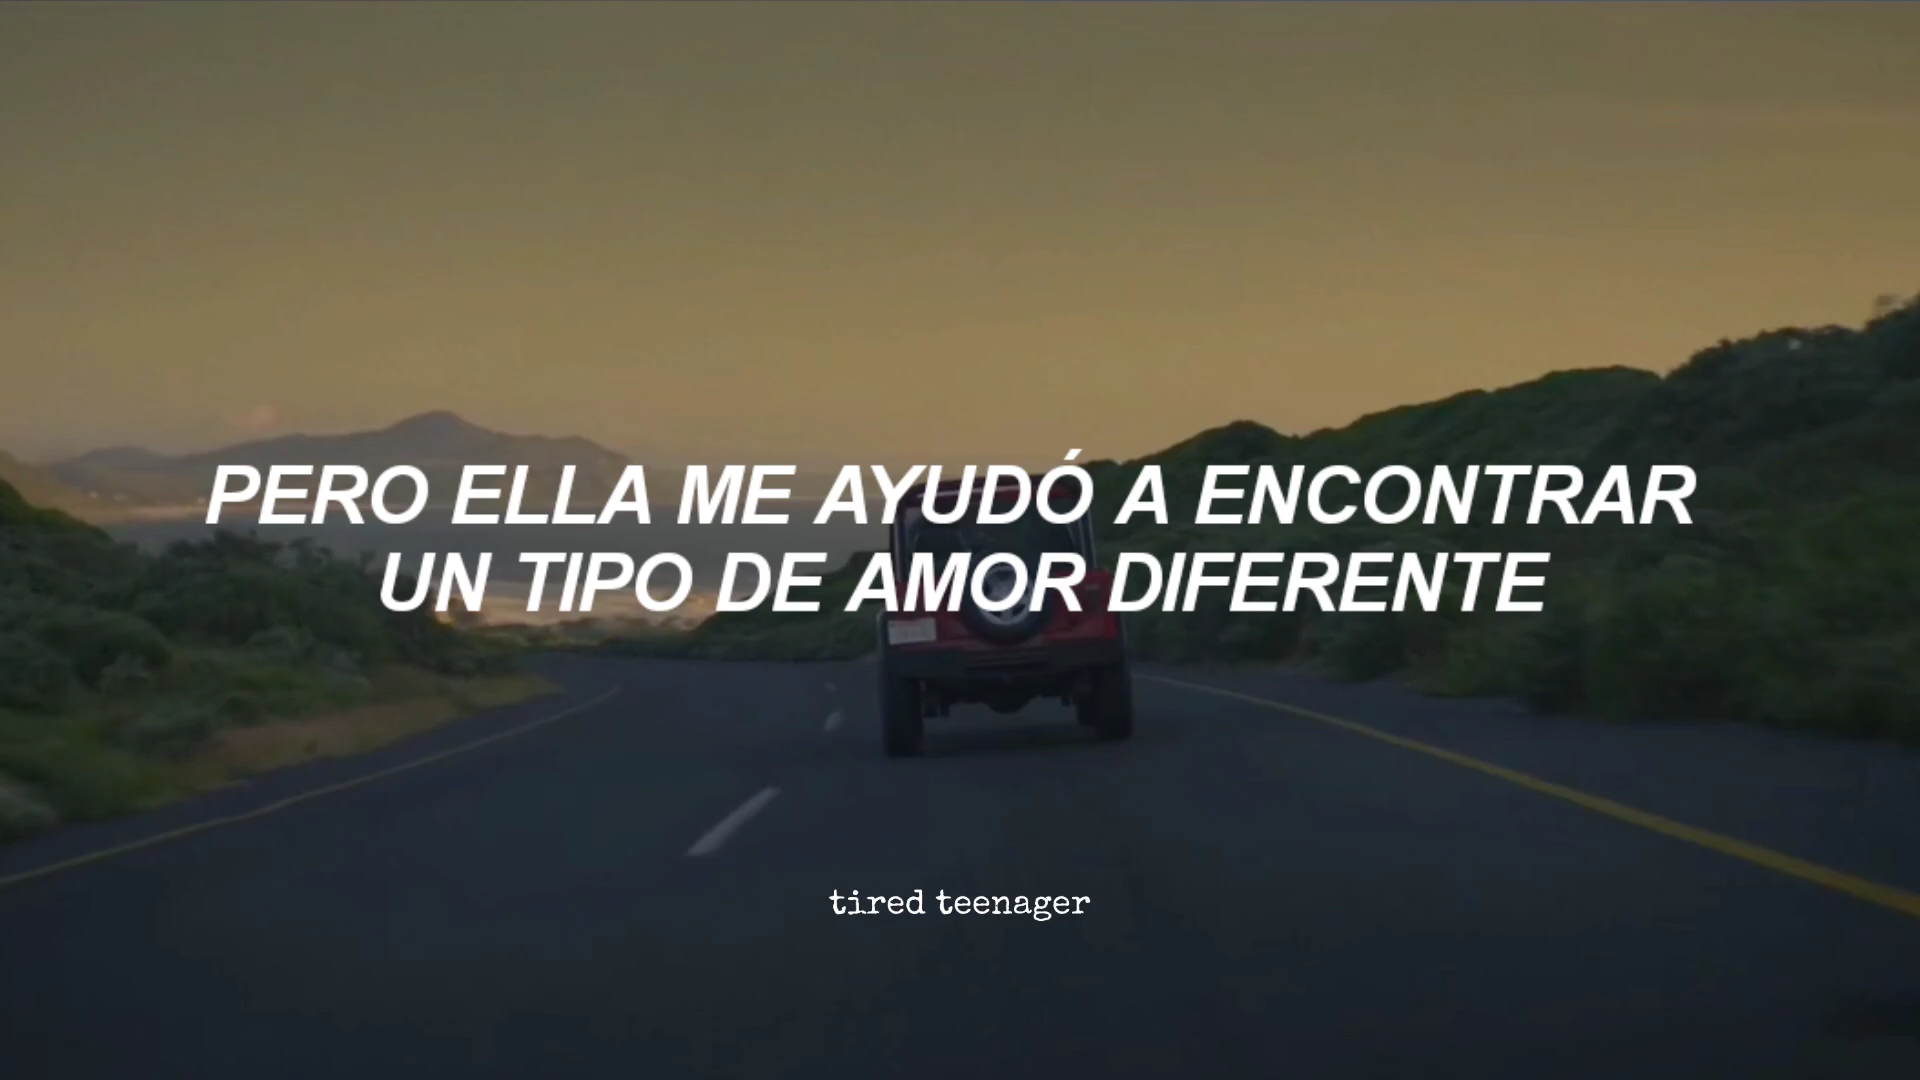 PERO ELLA ME AYUDÓ A ENCONTRAR
UN TIPO DE AMOR DIFERENTE
tired teenager